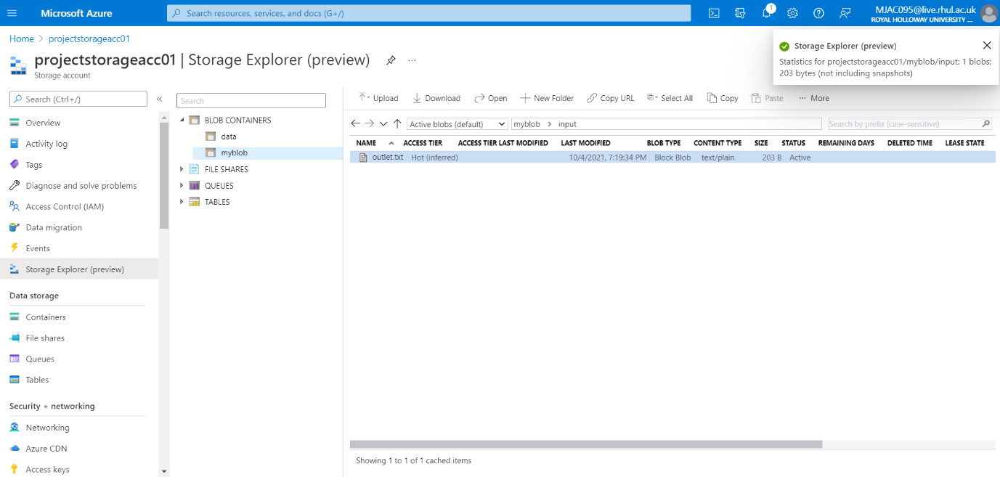 Microsoft Azure
Search resources, services, and docs (G+/)
1
MJAC095@live.rhul.ac.uk
ROYAL HOLLOWAY UNIVERSITY ...
Home > projectstorageacc01
projectstorageacc01 | Storage Explorer (preview) ...
Storage account
Storage Explorer (preview)
Statistics for projectstorageacc01/myblob/input: 1 blobs;
203 bytes (not including snapshots)
Search (Ctrl+/)
«
Overview
Activity log
Tags
Diagnose and solve problems
Access Control (IAM)
Data migration
Events
Storage Explorer (preview)
Data storage
Containers
File shares
Queues
Tables
Security + networking
Networking
Azure CDN
Access keys
Search
BLOB CONTAINERS
data
myblob
FILE SHARES
QUEUES
TABLES
Upload Download Open New Folder Copy URL Select All Copy Paste ... More
Active blobs (default) myblob > input Search by prefix (case-sensitive)
NAME ACCESS TIER ACCESS TIER LAST MODIFIED LAST MODIFIED BLOB TYPE CONTENT TYPE SIZE STATUS REMAINING DAYS DELETED TIME LEASE STATE
outlet.txt Hot (inferred) 10/4/2021, 7:19:34 PM Block Blob text/plain 203 B Active
Showing 1 to 1 of 1 cached items